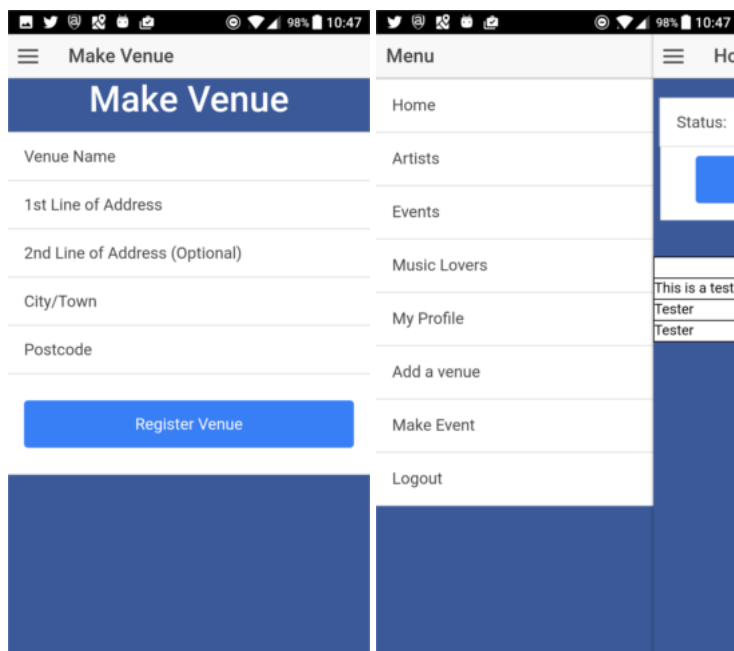 98% 10:47
Make Venue
Make Venue
Venue Name
1st Line of Address
2nd Line of Address (Optional)
City/Town
Postcode
Register Venue
98% 10:47
Menu
Home
Artists
Events
Music Lovers
My Profile
Add a venue
Make Event
Logout
Ho
Status:
This is a test
Tester
Tester